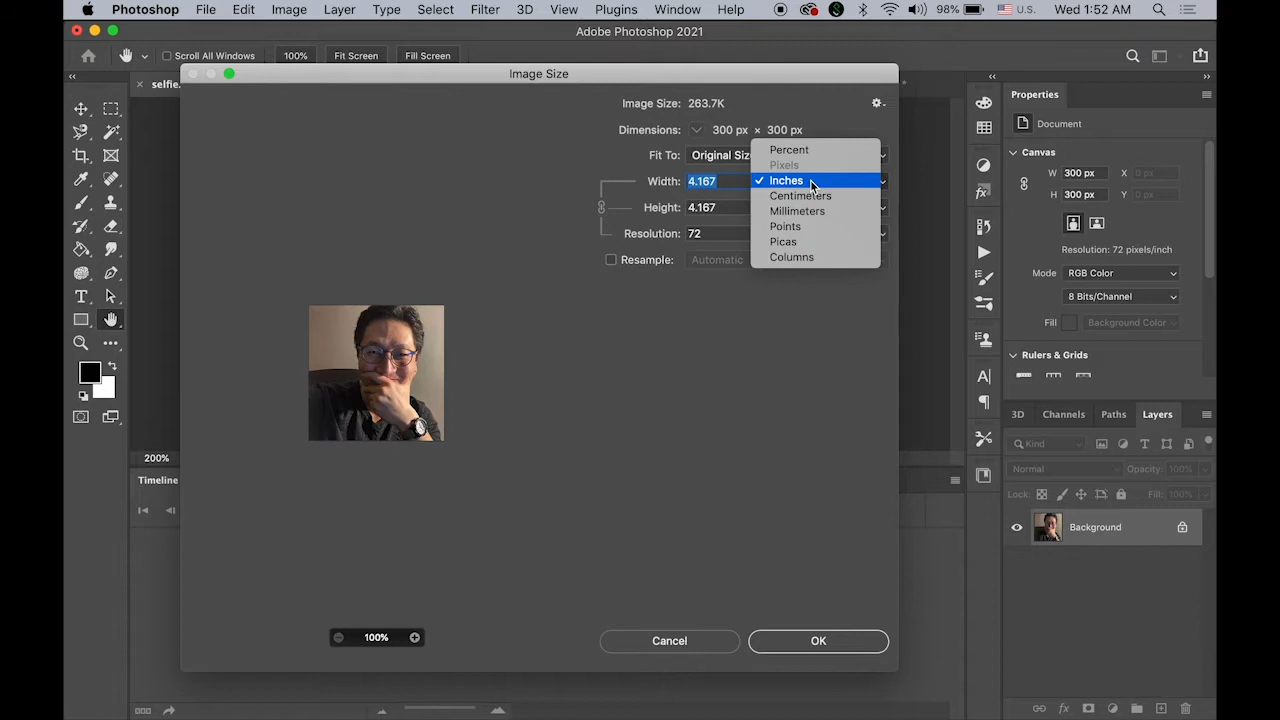 Photoshop File Edit Image Layer Type Select Filter 3D View Plugins Window Help 98% U.S. Wed 1:52 AM
Adobe Photoshop 2021
Scroll All Windows 100% Fit Screen Fill Screen
selfie.
Image Size
Image Size: 263.7K
Dimensions: 300 px × 300 px
Fit To: Original Siz
Width: 4.167
Height: 4.167
Resolution: 72
Resample: Automatic
Percent
Pixels
Inches
Centimeters
Millimeters
Points
Picas
Columns
100%
Cancel OK
200%
Timeline
Properties
Document
Canvas
W 300 px X 0 px
H 300 px Y 0 px
Resolution: 72 pixels/inch
Mode RGB Color
8 Bits/Channel
Fill Background Color
Rulers & Grids
3D Channels Paths Layers
Kind
Normal Opacity: 100%
Lock: Fill: 100%
Background